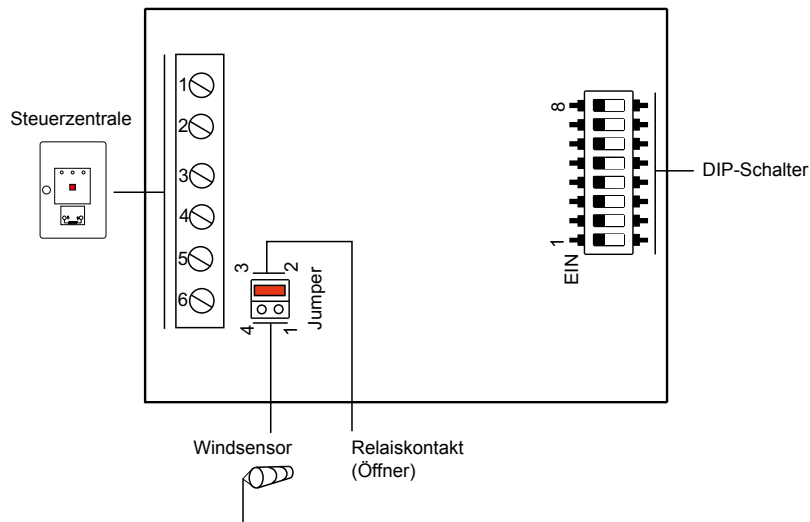 Steuerzentrale
1
2
3
4
5
6
3
2
4
1
Jumper
8
1
EIN
DIP-Schalter
Windsensor
Relaiskontakt
(Öffner)